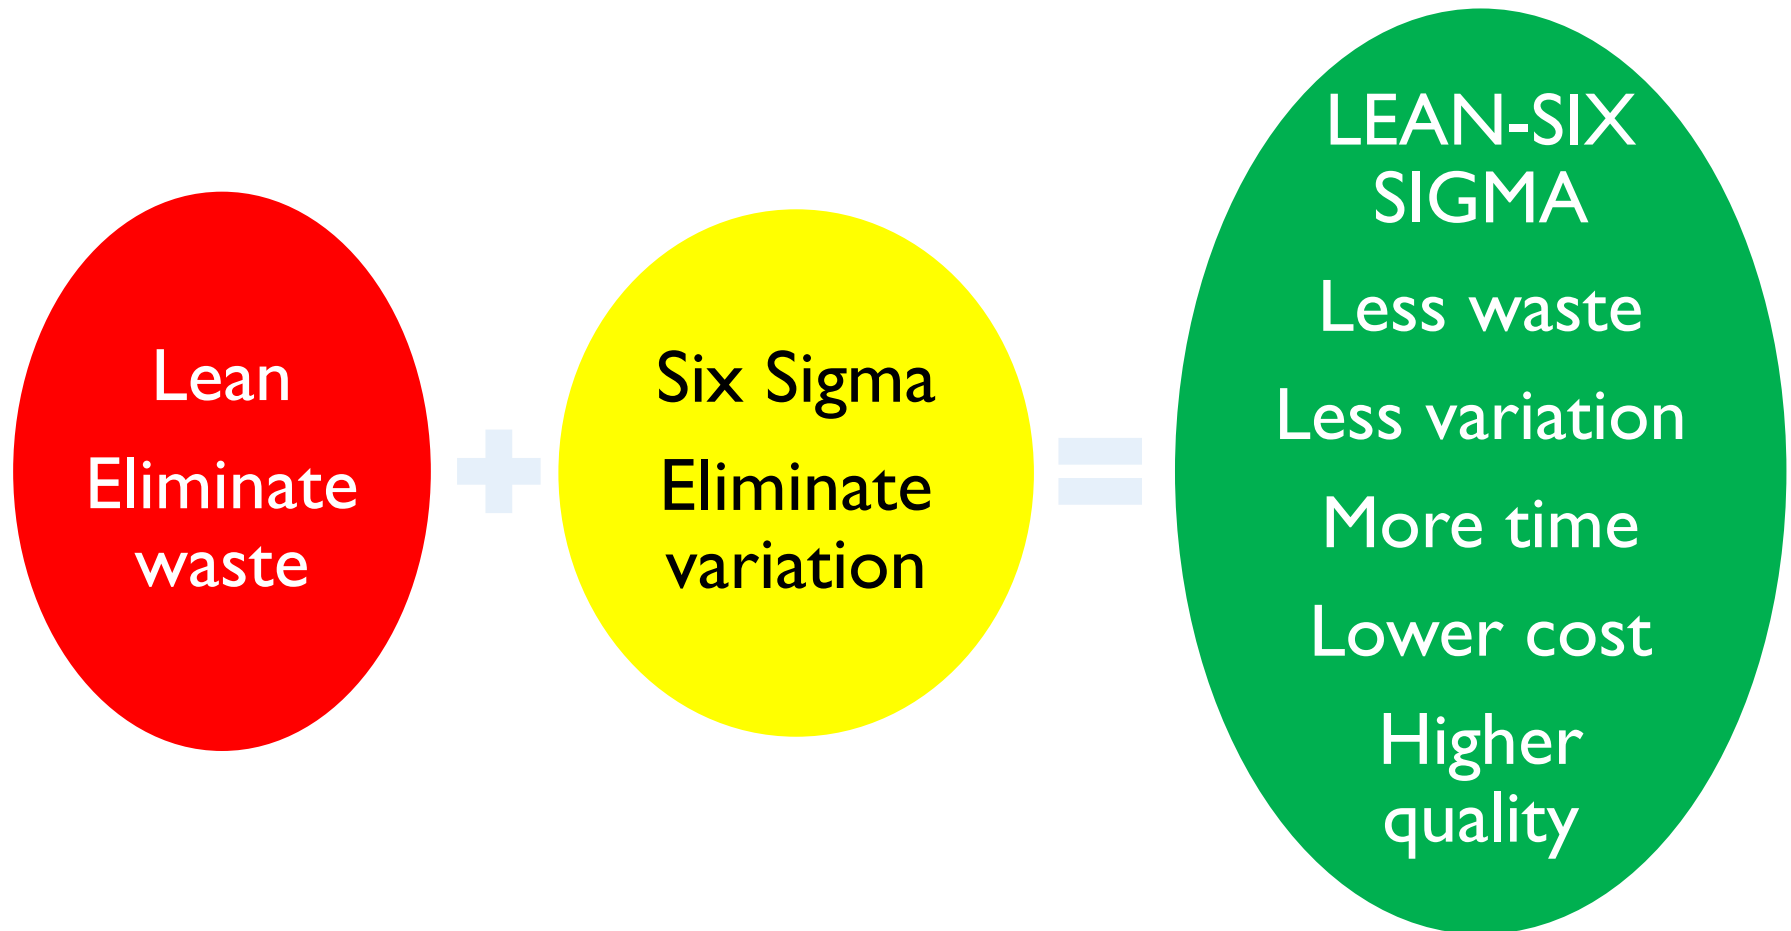 Lean
Eliminate
waste
Six Sigma
Eliminate
variation
LEAN-SIX
SIGMA
Less waste
Less variation
More time
Lower cost
Higher
quality